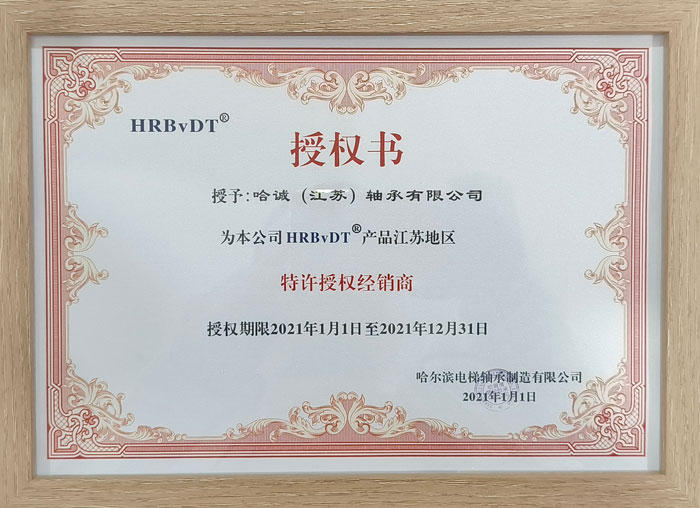 HRBvDT®
授权书
授予:哈诚（江苏）轴承有限公司
为本公司HRBvDT®产品江苏地区
特许授权经销商
授权期限2021年1月1日至2021年12月31日
哈尔滨电梯轴承制造有限公司
2021年1月1日